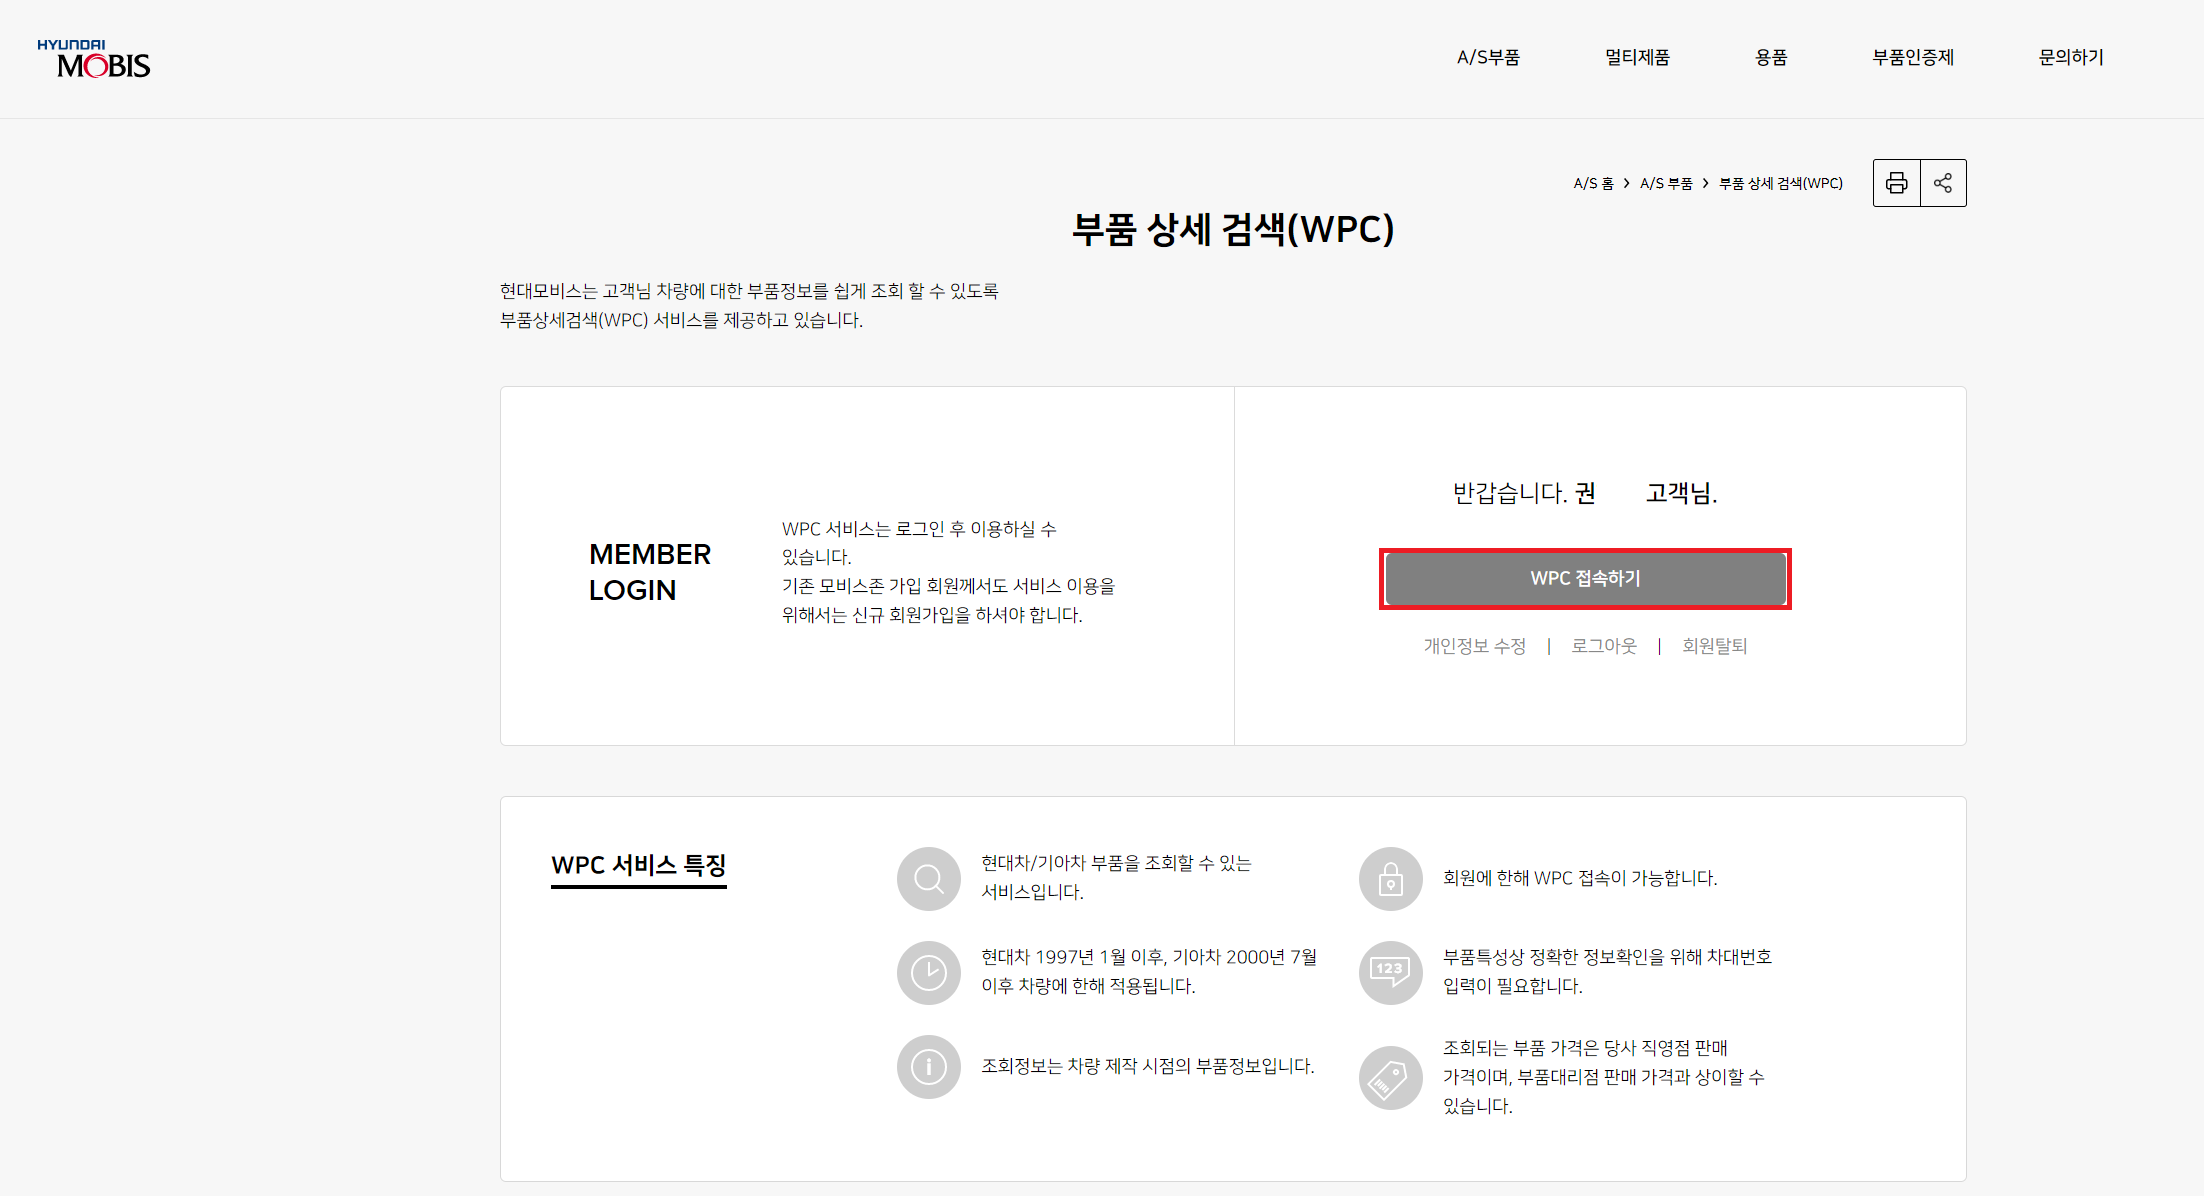 HYUNDAI
MOBIS
A/S부품
멀티제품
용품
부품인증제
문의하기
A/S 홈 > A/S 부품 > 부품 상세 검색(WPC)
부품 상세 검색(WPC)
현대모비스는 고객님 차량에 대한 부품정보를 쉽게 조회 할 수 있도록
부품상세검색(WPC) 서비스를 제공하고 있습니다.
MEMBER
LOGIN
WPC 서비스는 로그인 후 이용하실 수
있습니다.
기존 모비스존 가입 회원께서도 서비스 이용을
위해서는 신규 회원가입을 하셔야 합니다.
반갑습니다. 권 고객님.
WPC 접속하기
개인정보 수정 | 로그아웃 | 회원탈퇴
WPC 서비스 특징
현대차/기아차 부품을 조회할 수 있는
서비스입니다.
회원에 한해 WPC 접속이 가능합니다.
현대차 1997년 1월 이후, 기아차 2000년 7월
이후 차량에 한해 적용됩니다.
123
부품특성상 정확한 정보확인을 위해 차대번호
입력이 필요합니다.
조회정보는 차량 제작 시점의 부품정보입니다.
조회되는 부품 가격은 당사 직영점 판매
가격이며, 부품대리점 판매 가격과 상이할 수
있습니다.